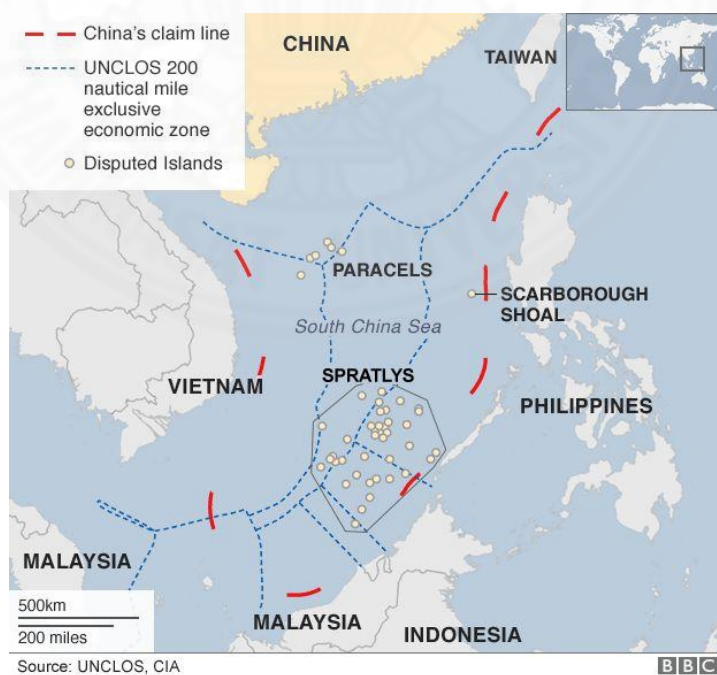 China's claim line
UNCLOS 200
nautical mile
exclusive
economic zone
Disputed Islands
CHINA
TAIWAN
PARACELS
SCARBOROUGH
SHOAL
South China Sea
SPRATLYS
VIETNAM
PHILIPPINES
MALAYSIA
500km
200 miles
MALAYSIA
INDONESIA
Source: UNCLOS, CIA
BBC